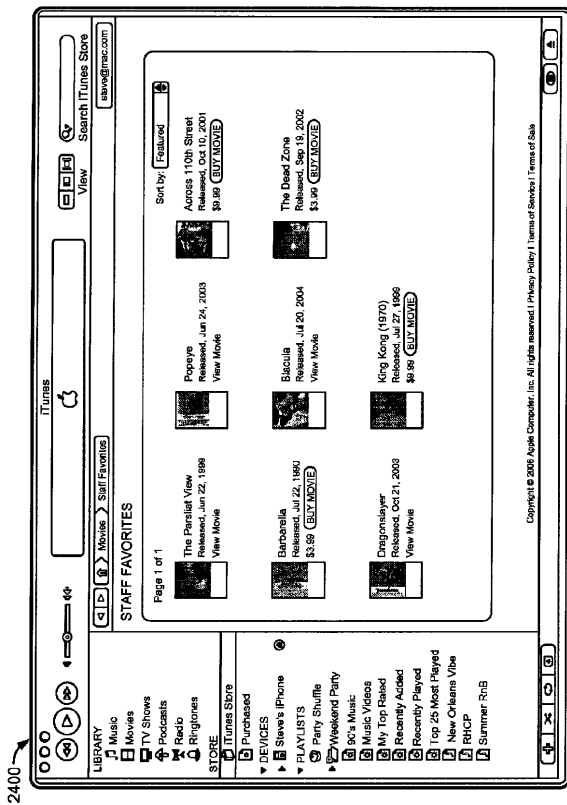 2400
iTunes
View
Search iTunes Store
Movies
Staff Favorites
steve@mac.com
LIBRARY
Music
Movies
TV Shows
Podcasts
Radio
Ringtones
STORE
iTunes Store
Purchased
DEVICES
Steve's iPhone
PLAYLISTS
Party Shuffle
Weekend Party
90's Music
Music Videos
My Top Rated
Recently Added
Recently Played
Top 25 Most Played
New Orleans Vibe
RHCP
Summer RnB
STAFF FAVORITES
Page 1 of 1
Sort by: Featured
The Parsllat View
Released, Jun 22, 1999
View Movie
Popeye
Released, Jun 24, 2003
View Movie
Across 110th Street
Released, Oct 10, 2001
$9.99 BUY MOVIE
Barbarella
Released, Jul 22, 1990
$3.99 BUY MOVIE
Blacula
Released, Jul 20, 2004
View Movie
The Dead Zone
Released, Sep 19, 2002
$3.99 BUY MOVIE
Dragonslayer
Released, Oct 21, 2003
View Movie
King Kong (1970)
Released, Jul 27, 1999
$9.99 BUY MOVIE
Copyright © 2006 Apple Computer, Inc. All rights reserved. | Privacy Policy | Terms of Service | Terms of Sale